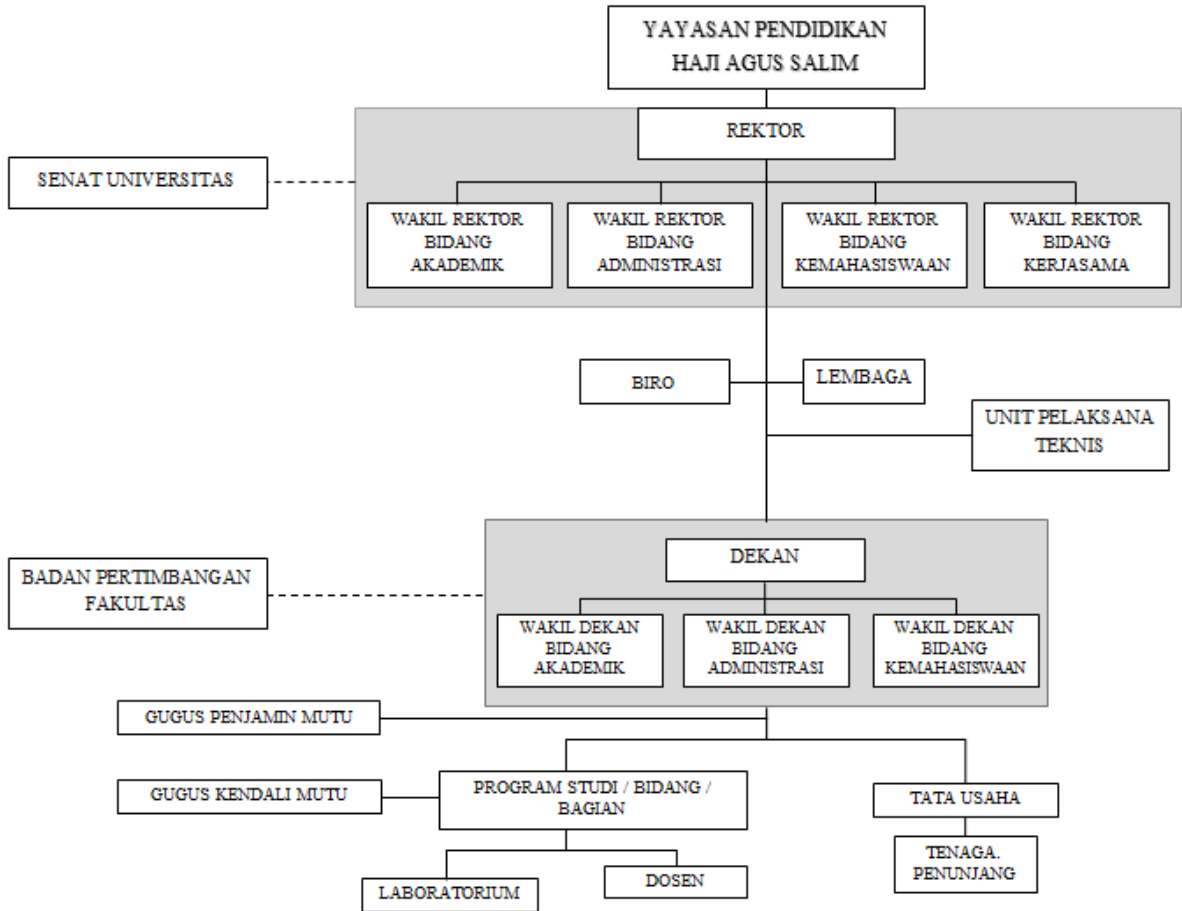 YAYASAN PENDIDIKAN
HAJI AGUS SALIM
REKTOR
SENAT UNIVERSITAS
WAKIL REKTOR
BIDANG
AKADEMIK
WAKIL REKTOR
BIDANG
ADMINISTRASI
WAKIL REKTOR
BIDANG
KEMAHASISWAAN
WAKIL REKTOR
BIDANG
KERJASAMA
BIRO
LEMBAGA
UNIT PELAKSANA
TEKNIS
DEKAN
BADAN PERTIMBANGAN
FAKULTAS
WAKIL DEKAN
BIDANG
AKADEMIK
WAKIL DEKAN
BIDANG
ADMINISTRASI
WAKIL DEKAN
BIDANG
KEMAHASISWAAN
GUGUS PENJAMIN MUTU
GUGUS KENDALI MUTU
PROGRAM STUDI / BIDANG /
BAGIAN
TATA USAHA
LABORATORIUM
DOSEN
TENAGA.
PENUNJANG